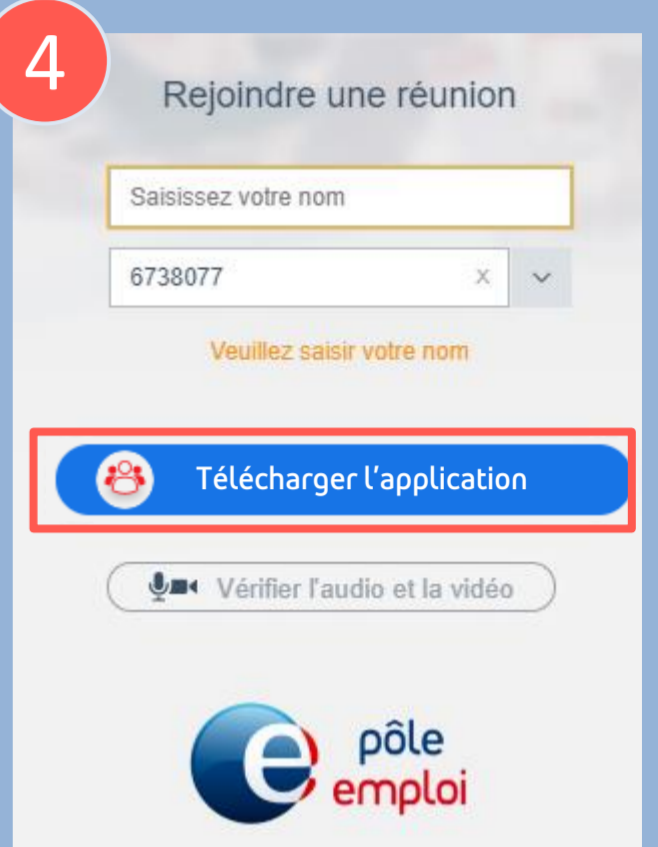 4
Rejoindre une réunion
Saisissez votre nom
6738077 x
Veuillez saisir votre nom
Télécharger l’application
Vérifier l'audio et la vidéo
pôle
emploi